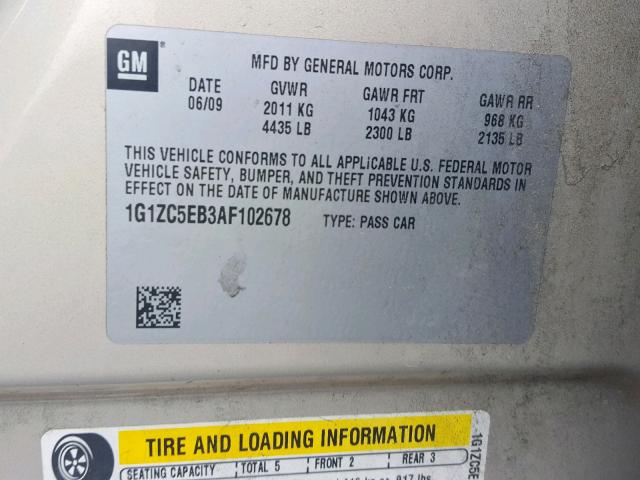 GM
MFD BY GENERAL MOTORS CORP.
DATE GVWR GAWR FRT GAWR RR
06/09 2011 KG 1043 KG 968 KG
4435 LB 2300 LB 2135 LB
THIS VEHICLE CONFORMS TO ALL APPLICABLE U.S. FEDERAL MOTOR
VEHICLE SAFETY, BUMPER, AND THEFT PREVENTION STANDARDS IN
EFFECT ON THE DATE OF MANUFACTURE SHOWN ABOVE.
1G1ZC5EB3AF102678 TYPE: PASS CAR
TIRE AND LOADING INFORMATION
SEATING CAPACITY TOTAL 5 FRONT 2 REAR 3
917 lbs
1G1ZC5E